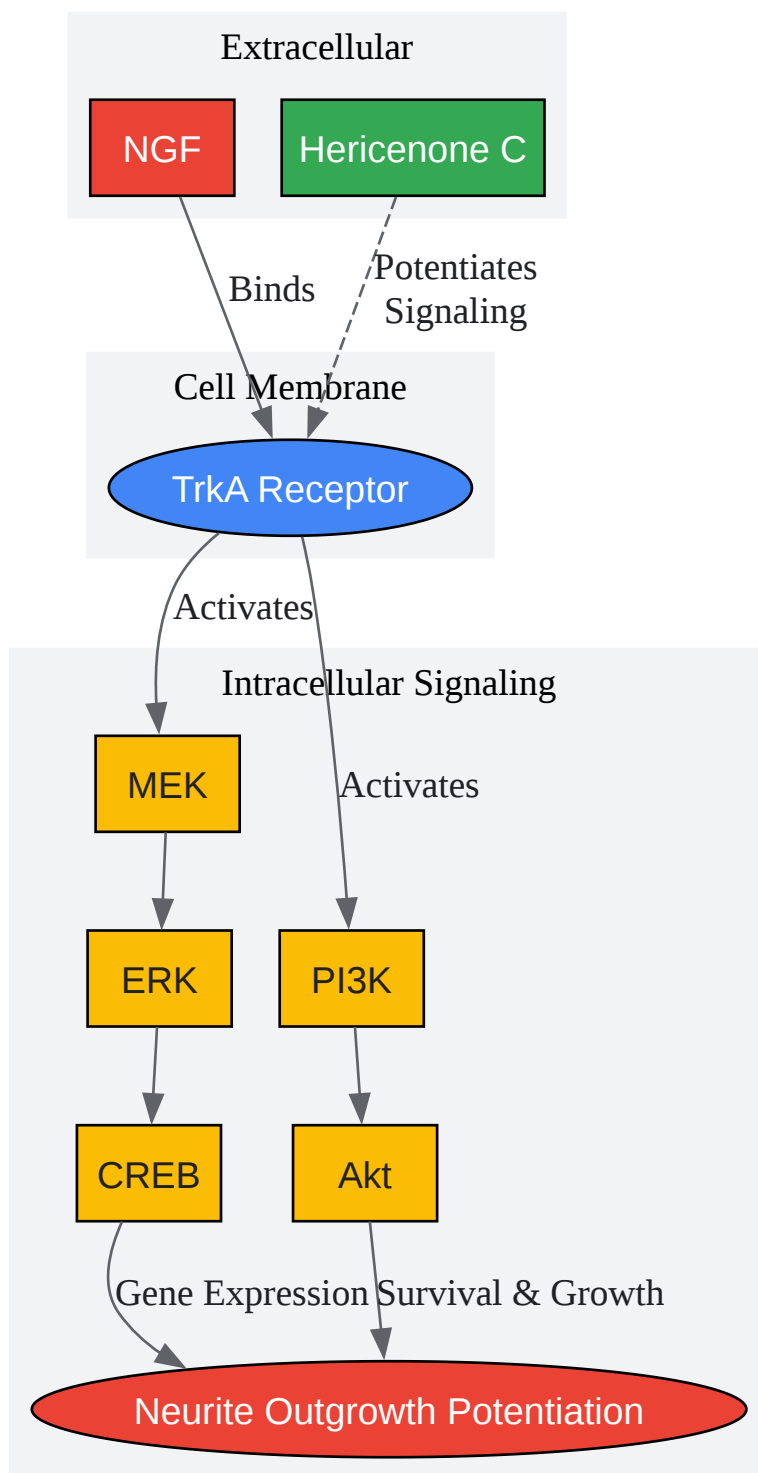 Extracellular
NGF
Hericenone C
Binds
Potentiates
Signaling
Cell Membrane
TrkA Receptor
Activates
Intracellular Signaling
MEK
Activates
ERK
PI3K
CREB
Akt
Gene Expression
Survival & Growth
Neurite Outgrowth Potentiation